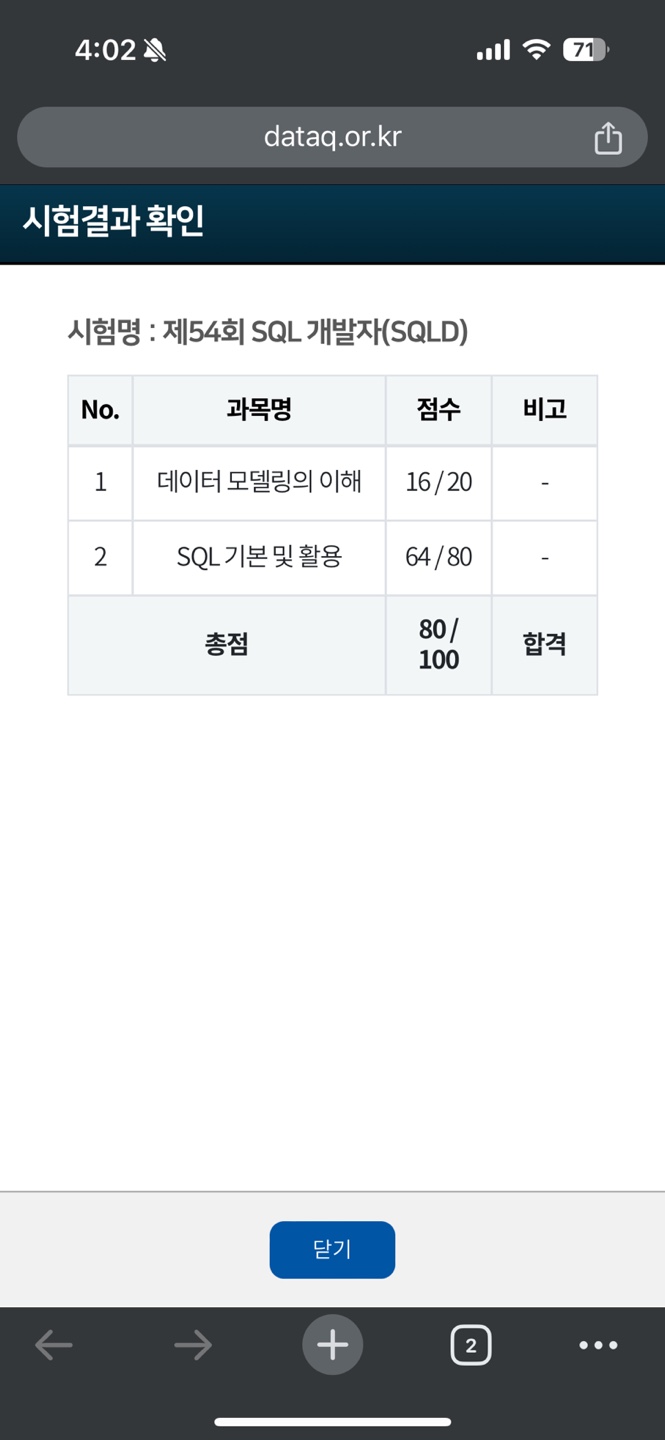 4:02
71
dataq.or.kr
시험결과 확인
시험명 : 제54회 SQL 개발자(SQLD)
No. 과목명 점수 비고
1 데이터 모델링의 이해 16 / 20 -
2 SQL 기본 및 활용 64 / 80 -
총점 80 / 100 합격
닫기
2